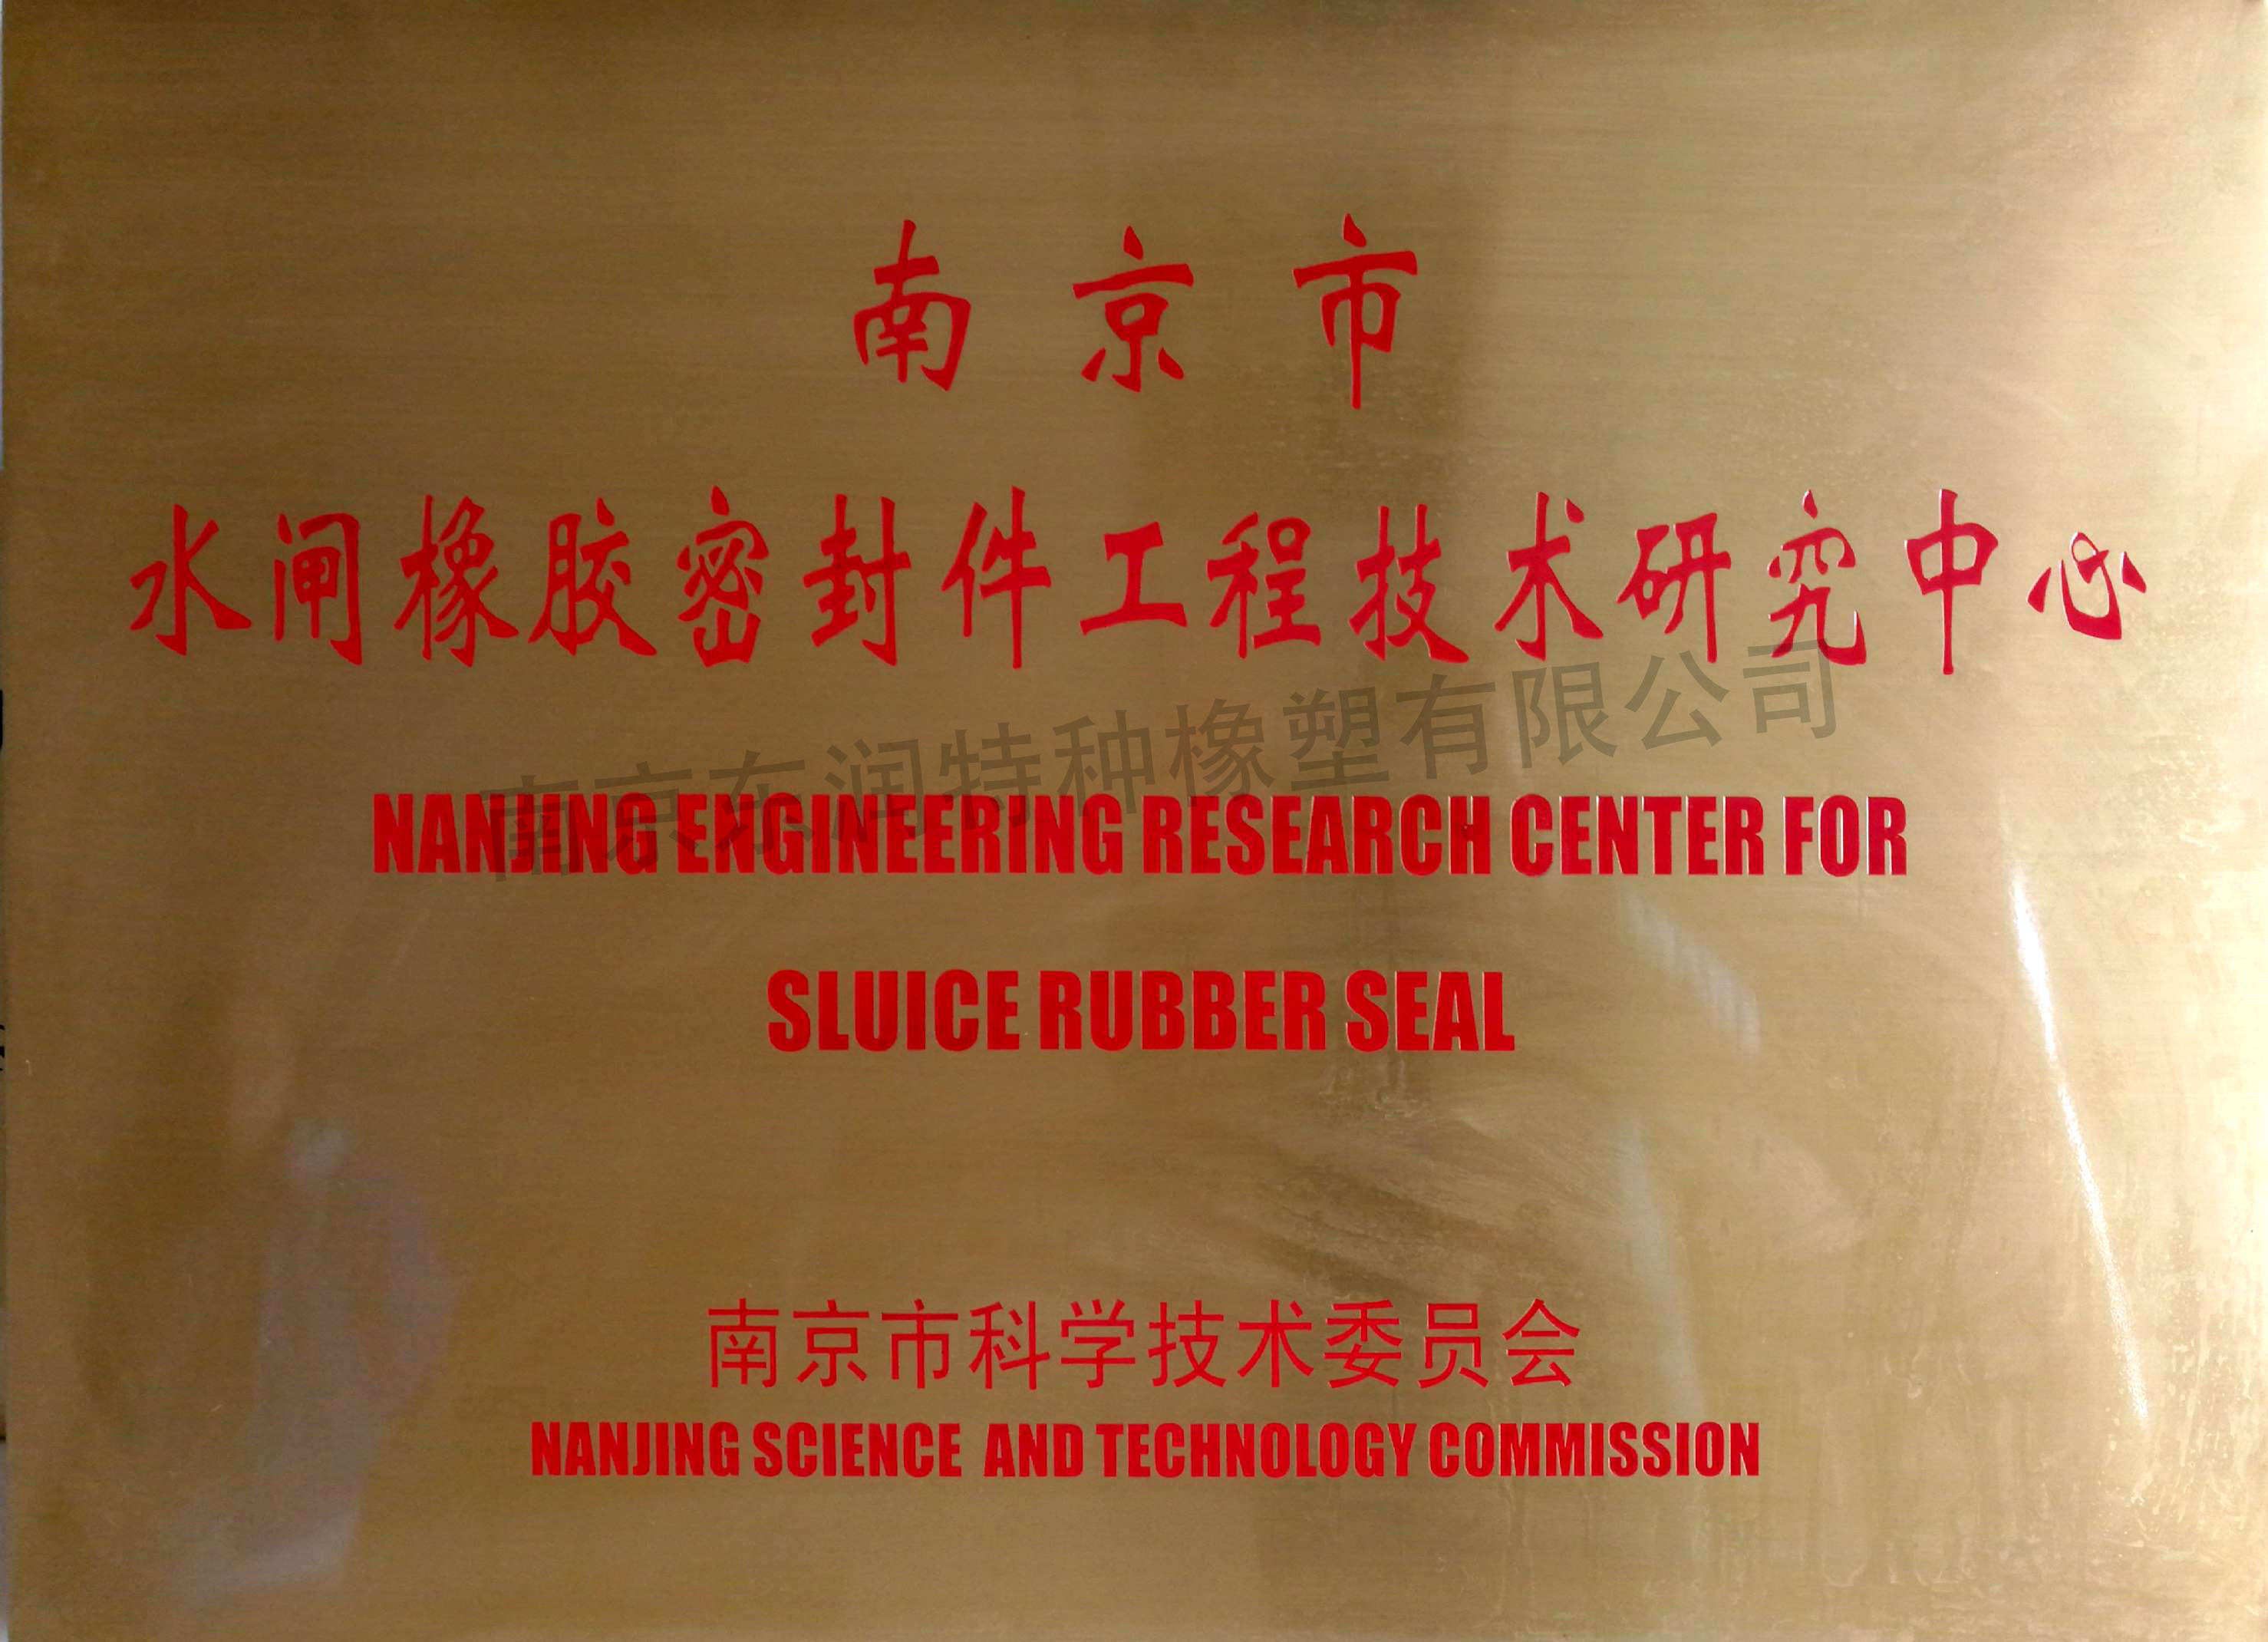 南京市
水闸橡胶密封件工程技术研究中心
南京东润特种橡塑有限公司
NANJING ENGINEERING RESEARCH CENTER FOR
SLUICE RUBBER SEAL
南京市科学技术委员会
NANJING SCIENCE AND TECHNOLOGY COMMISSION